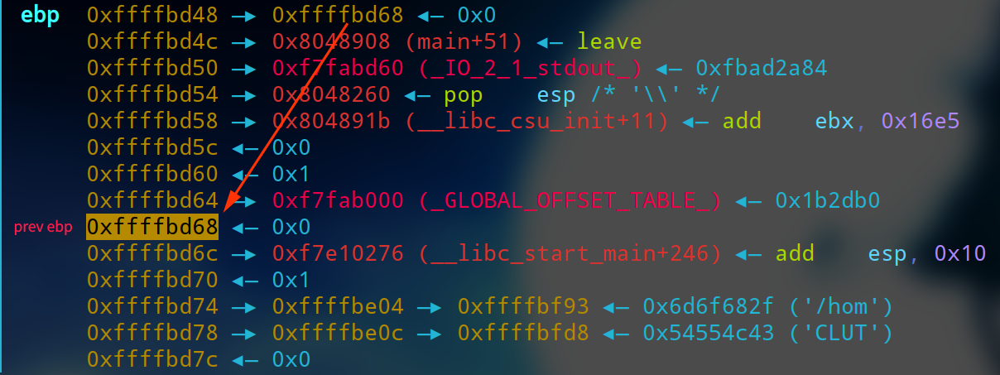 ebp 0xffffbd48 —▸ 0xffffbd68 ◂— 0x0
0xffffbd4c —▸ 0x8048908 (main+51) ◂— leave
0xffffbd50 —▸ 0xf7fabd60 (_IO_2_1_stdout_) ◂— 0xfbad2a84
0xffffbd54 —▸ 0x8048260 ◂— pop    esp /* '\\' */
0xffffbd58 —▸ 0x804891b (__libc_csu_init+11) ◂— add    ebx, 0x16e5
0xffffbd5c ◂— 0x0
0xffffbd60 ◂— 0x1
0xffffbd64 —▸ 0xf7fab000 (_GLOBAL_OFFSET_TABLE_) ◂— 0x1b2db0
prev ebp 0xffffbd68 ◂— 0x0
0xffffbd6c —▸ 0xf7e10276 (__libc_start_main+246) ◂— add    esp, 0x10
0xffffbd70 ◂— 0x1
0xffffbd74 —▸ 0xffffbe04 —▸ 0xffffbf93 ◂— 0x6d6f682f ('/hom')
0xffffbd78 —▸ 0xffffbe0c —▸ 0xffffbfd8 ◂— 0x54554c43 ('CLUT')
0xffffbd7c ◂— 0x0